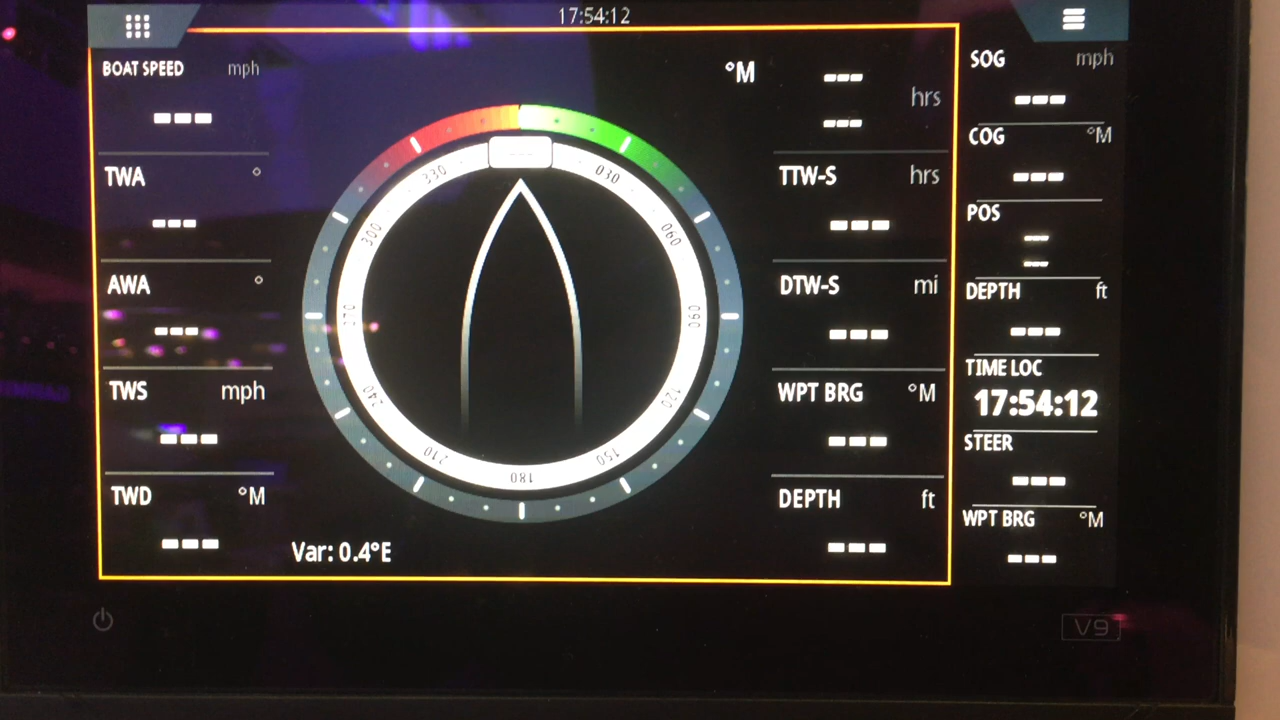 17:54:12
BOAT SPEED mph
---
TWA °
---
AWA °
---
TWS mph
---
TWD °M
---
°M
---
330
030
300
060
270
090
240
120
210
150
180
Var: 0.4°E
--- hrs
---
TTW-S hrs
---
DTW-S mi
---
WPT BRG °M
---
DEPTH ft
---
SOG mph
---
COG °M
---
POS
---
---
DEPTH ft
---
TIME LOC
17:54:12
STEER
---
WPT BRG °M
---
V9